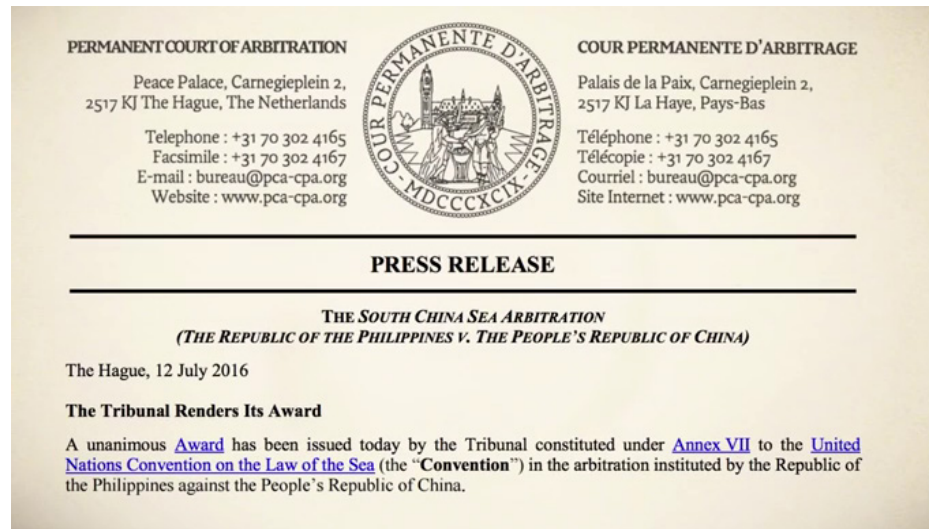 PERMANENT COURT OF ARBITRATION
Peace Palace, Carnegieplein 2,
2517 KJ The Hague, The Netherlands
Telephone : +31 70 302 4165
Facsimile : +31 70 302 4167
E-mail : bureau@pca-cpa.org
Website : www.pca-cpa.org
COUR PERMANENTE D'ARBITRAGE
MDCCCXCIX
COUR PERMANENTE D'ARBITRAGE
Palais de la Paix, Carnegieplein 2,
2517 KJ La Haye, Pays-Bas
Téléphone : +31 70 302 4165
Télécopie : +31 70 302 4167
Courriel : bureau@pca-cpa.org
Site Internet : www.pca-cpa.org
PRESS RELEASE
THE SOUTH CHINA SEA ARBITRATION
(THE REPUBLIC OF THE PHILIPPINES V. THE PEOPLE'S REPUBLIC OF CHINA)
The Hague, 12 July 2016
The Tribunal Renders Its Award
A unanimous Award has been issued today by the Tribunal constituted under Annex VII to the United
Nations Convention on the Law of the Sea (the “Convention”) in the arbitration instituted by the Republic of
the Philippines against the People's Republic of China.